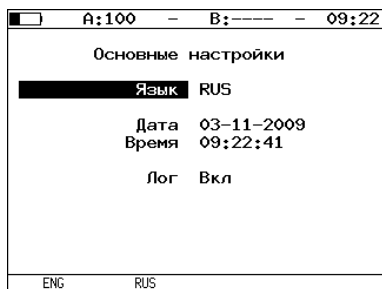 A:100 – B:---- – 09:22
Основные настройки
Язык RUS
Дата 03-11-2009
Время 09:22:41
Лог Вкл
ENG RUS